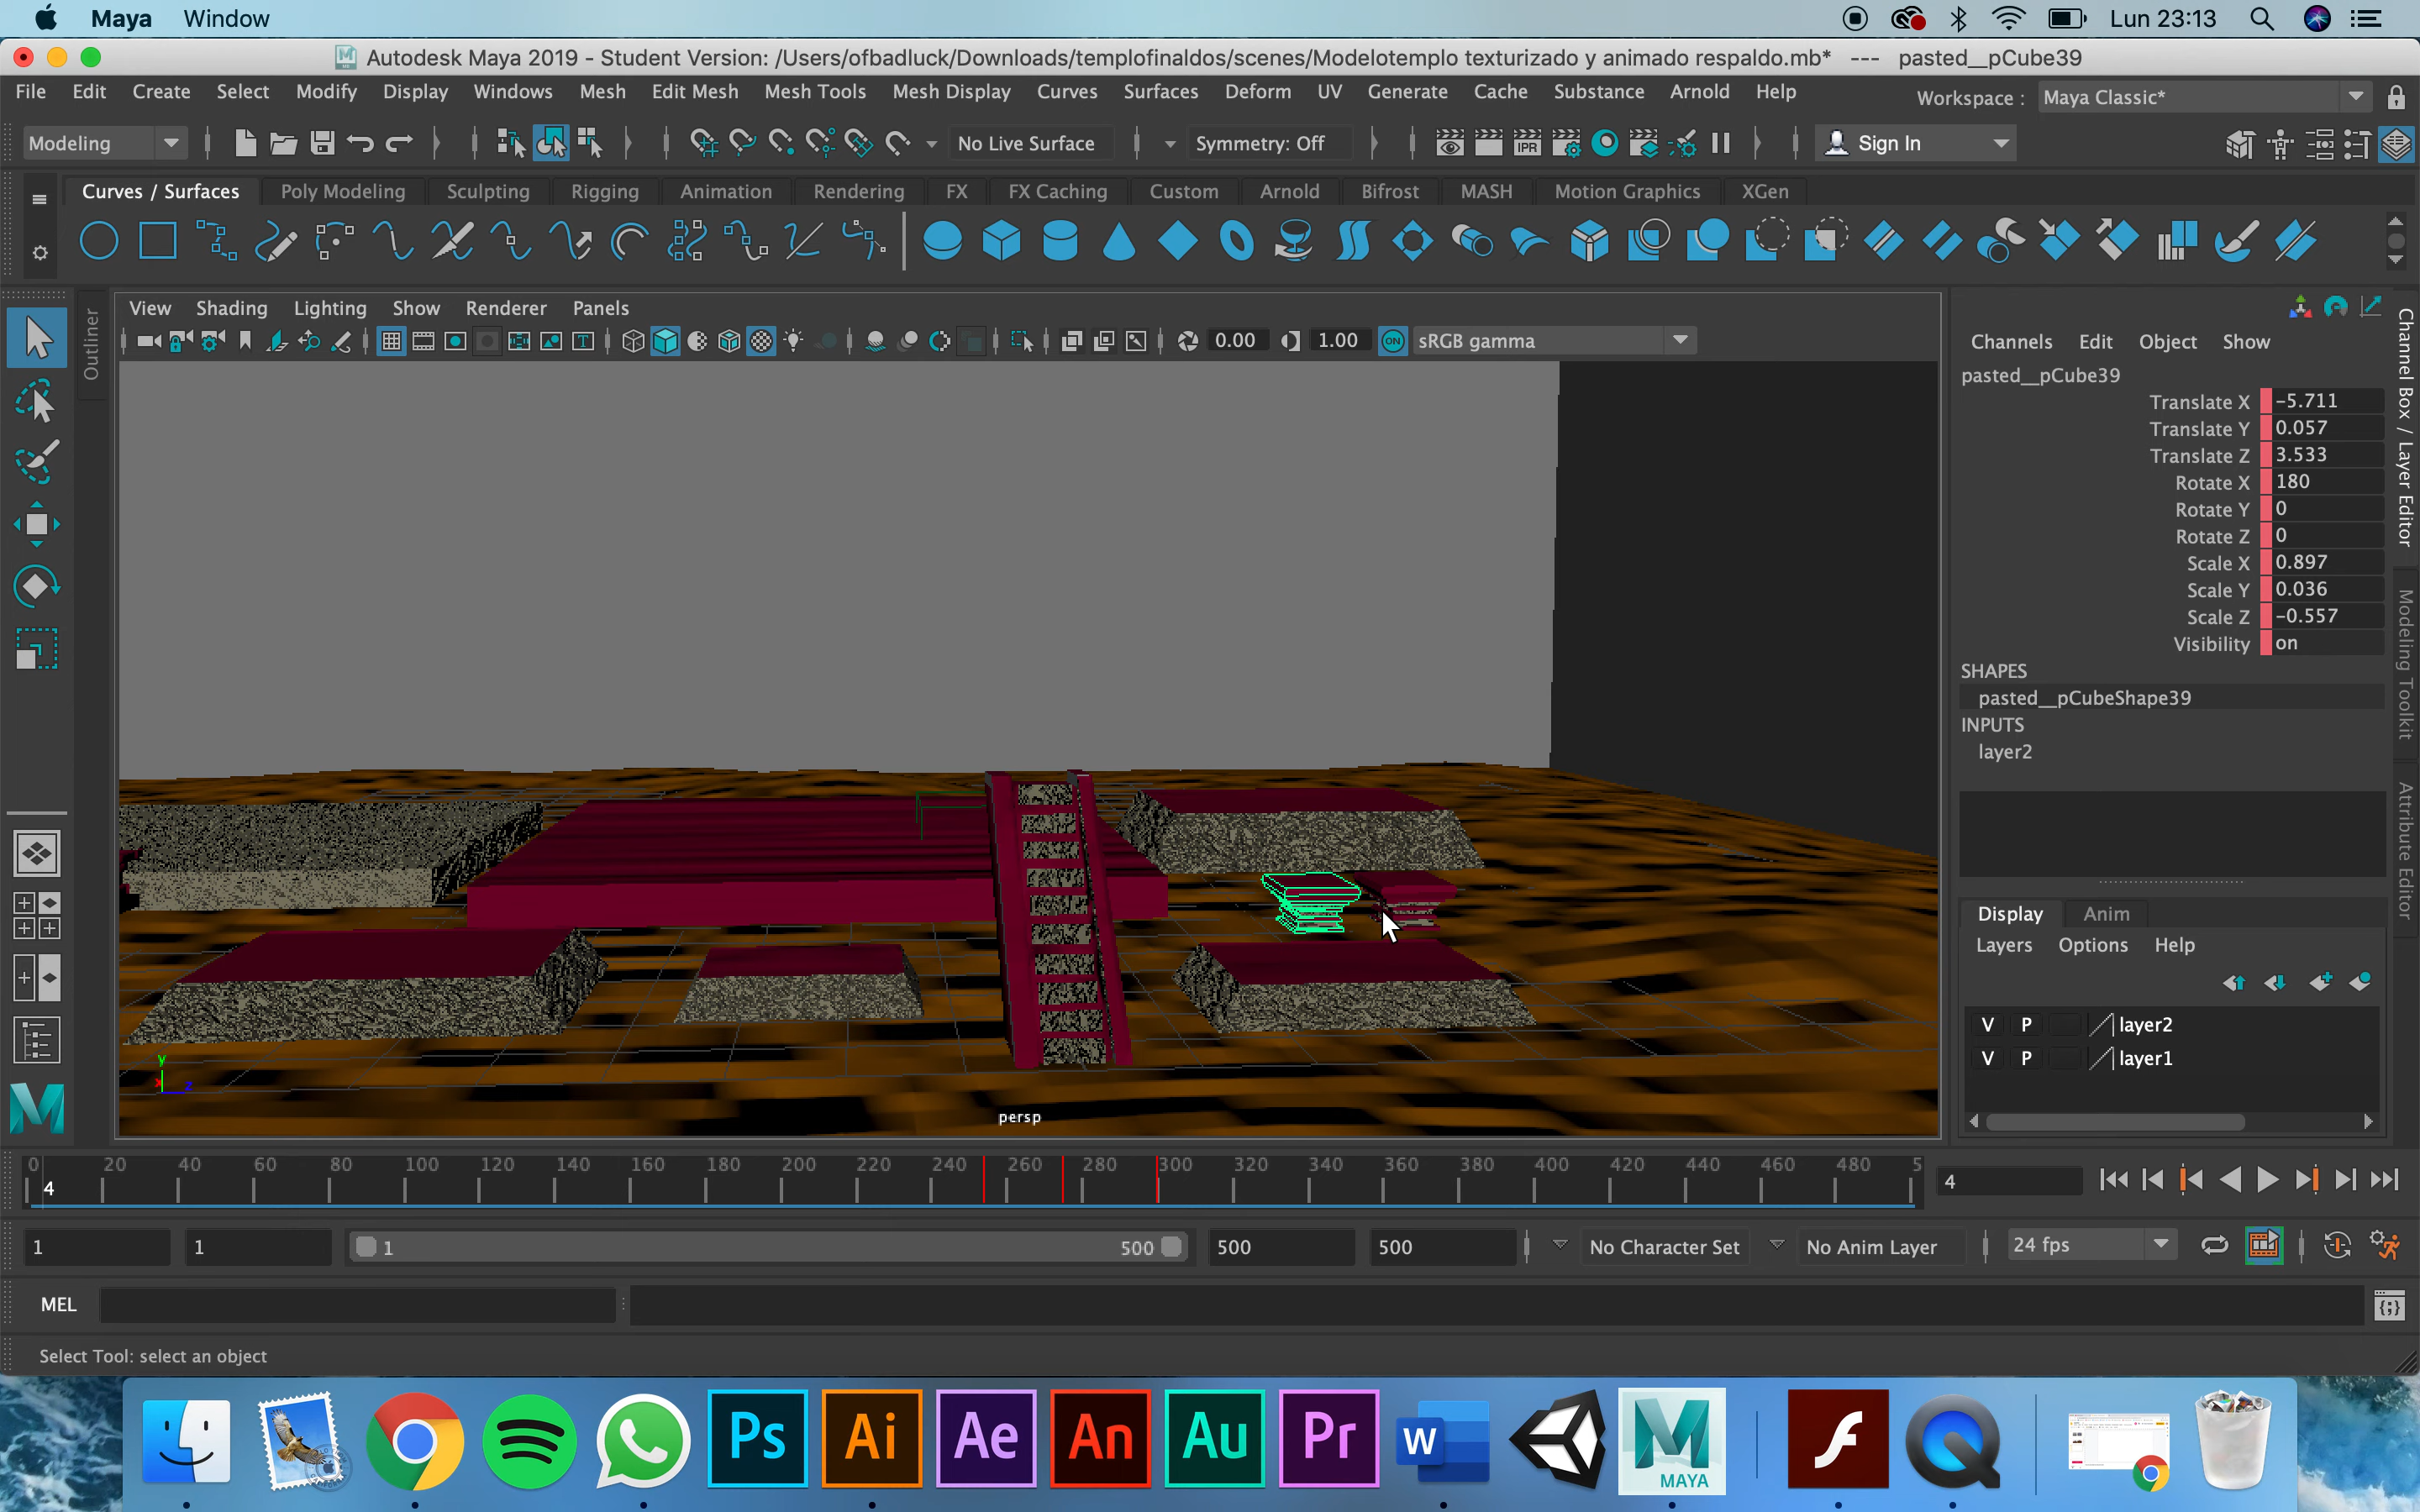 Maya Window Lun 23:13
Autodesk Maya 2019 - Student Version: /Users/ofbadluck/Downloads/templofinaldos/scenes/Modelotemplo texturizado y animado respaldo.mb* --- pasted__pCube39
File Edit Create Select Modify Display Windows Mesh Edit Mesh Mesh Tools Mesh Display Curves Surfaces Deform UV Generate Cache Substance Arnold Help Workspace : Maya Classic*
Modeling No Live Surface Symmetry: Off IPR Sign In
Curves / Surfaces Poly Modeling Sculpting Rigging Animation Rendering FX FX Caching Custom Arnold Bifrost MASH Motion Graphics XGen
Outliner
View Shading Lighting Show Renderer Panels
0.00 1.00 ON sRGB gamma
Channels Edit Object Show
pasted__pCube39
Translate X -5.711
Translate Y 0.057
Translate Z 3.533
Rotate X 180
Rotate Y 0
Rotate Z 0
Scale X 0.897
Scale Y 0.036
Scale Z -0.557
Visibility on
SHAPES
pasted__pCubeShape39
INPUTS
layer2
Channel Box / Layer Editor
Modeling Toolkit
Attribute Editor
Display Anim
Layers Options Help
V P layer2
V P layer1
y
x z
persp
0 20 40 60 80 100 120 140 160 180 200 220 240 260 280 300 320 340 360 380 400 420 440 460 480 5
4 4
1 1 1 500 500 500 No Character Set No Anim Layer 24 fps
MEL
Select Tool: select an object
Ps Ai Ae An Au Pr W M MAYA